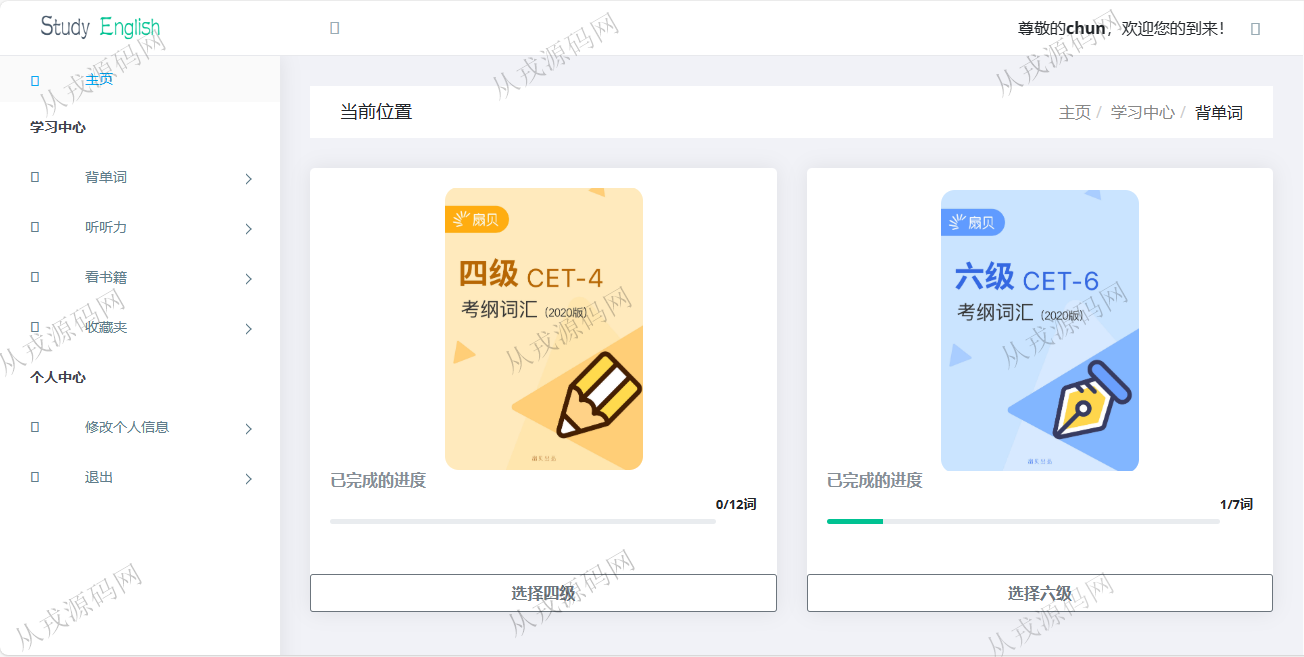 Study English
尊敬的chun，欢迎您的到来！
主页
学习中心
背单词
听听力
看书籍
收藏夹
个人中心
修改个人信息
退出
当前位置
主页 / 学习中心 / 背单词
扇贝
四级 CET-4
考纲词汇 (2020版)
已完成的进度
0/12词
选择四级
扇贝
六级 CET-6
考纲词汇 (2020版)
已完成的进度
1/7词
选择六级
从戎源码网
从戎源码网
从戎源码网
从戎源码网
从戎源码网
从戎源码网
从戎源码网
从戎源码网
从戎源码网